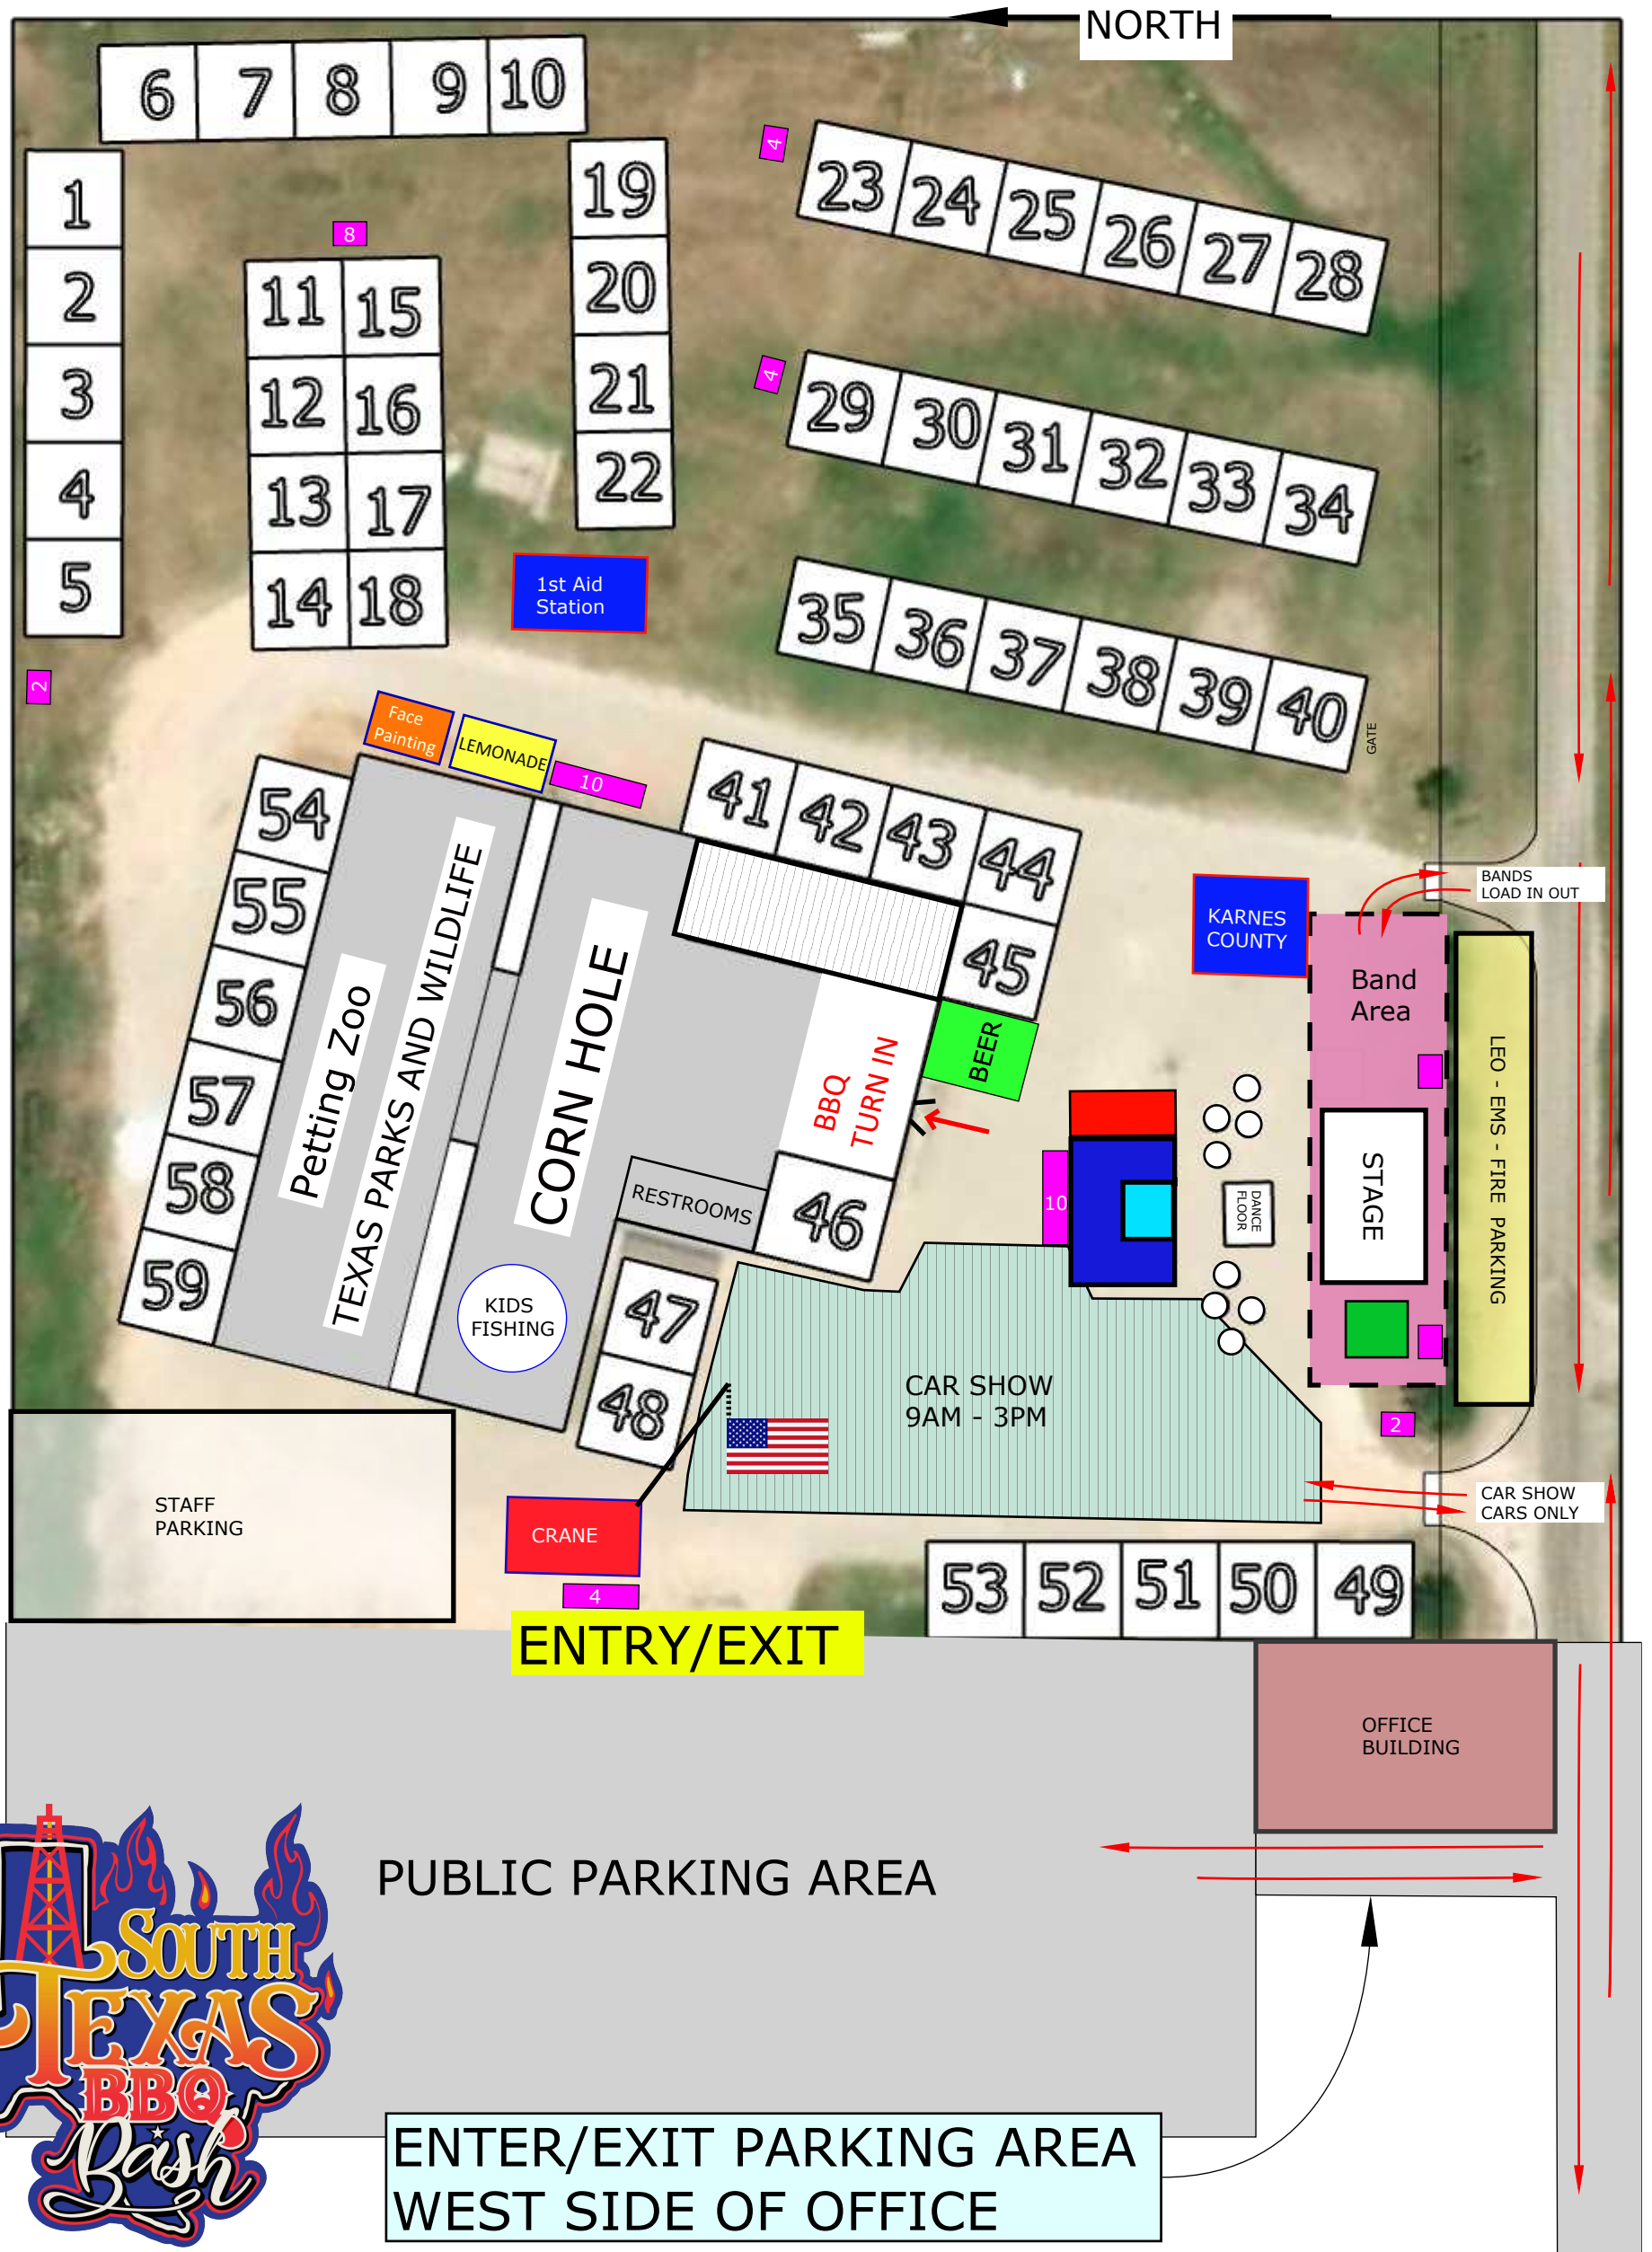 NORTH
6 7 8 9 10
1
2
3
4
5
8
11 15
12 16
13 17
14 18
19
20
21
22
4
23 24 25 26 27 28
4
29 30 31 32 33 34
35 36 37 38 39 40
GATE
1st Aid
Station
2
Face
Painting
LEMONADE
10
41 42 43 44
45
54
55
56
57
58
59
Petting Zoo
TEXAS PARKS AND WILDLIFE
CORN HOLE
BBQ
TURN IN
BEER
RESTROOMS
46
KIDS
FISHING
47
48
KARNES
COUNTY
BANDS
LOAD IN OUT
Band
Area
LEO - EMS - FIRE PARKING
STAGE
DANCE
FLOOR
10
CAR SHOW
9AM - 3PM
2
CAR SHOW
CARS ONLY
STAFF
PARKING
CRANE
4
53 52 51 50 49
ENTRY/EXIT
OFFICE
BUILDING
PUBLIC PARKING AREA
SOUTH
TEXAS
BBQ
Bash
ENTER/EXIT PARKING AREA
WEST SIDE OF OFFICE